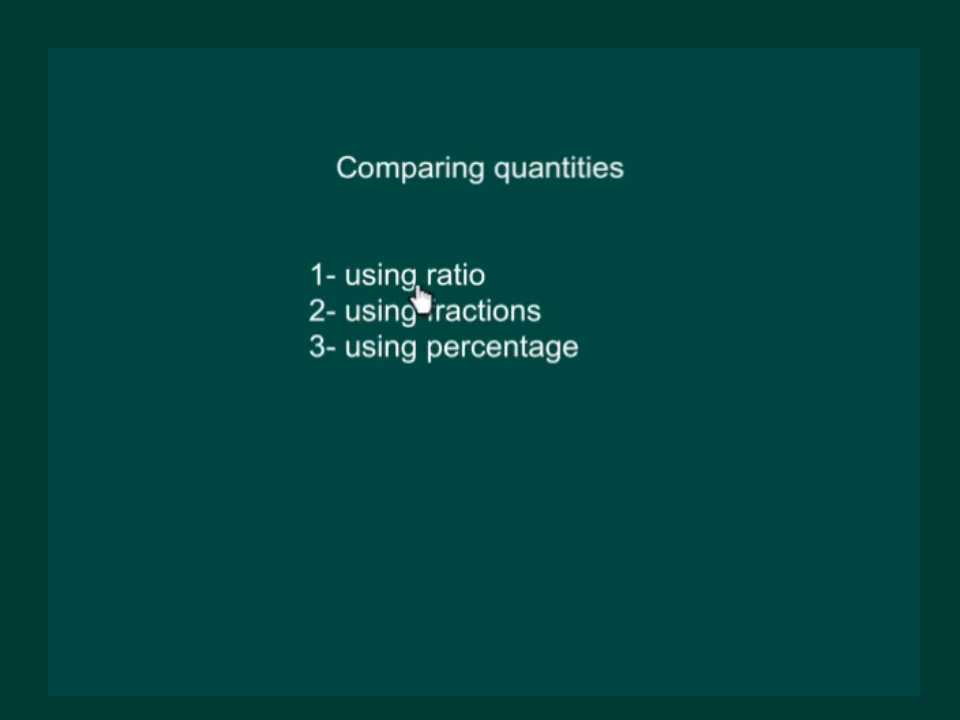 Comparing quantities
1- using ratio
2- using fractions
3- using percentage